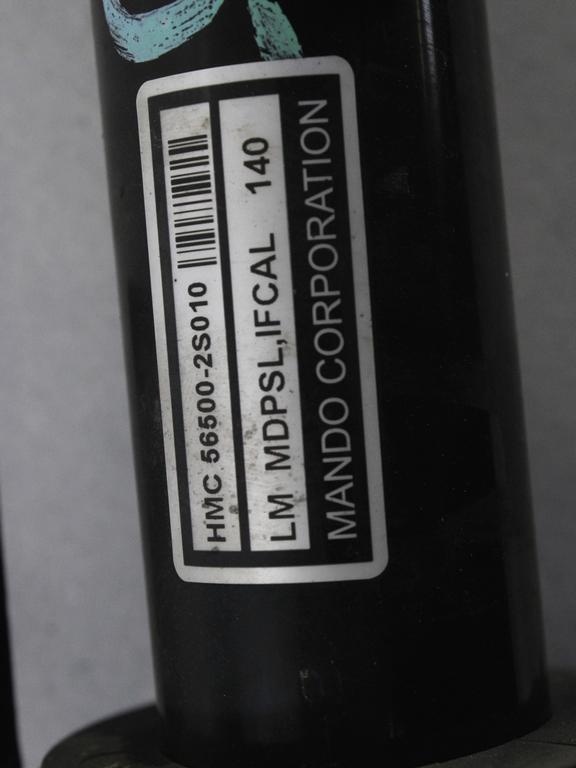 HMC 56500-2S010
LM MDPSL,IFCAL 140
MANDO CORPORATION